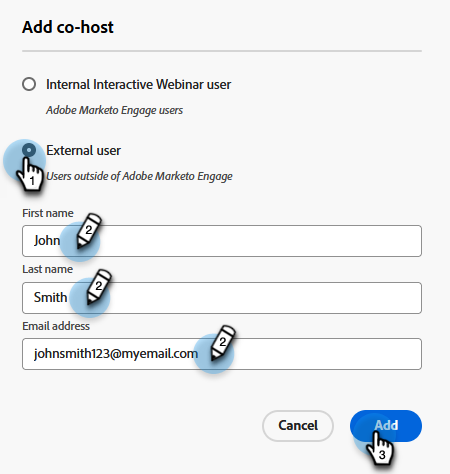 Add co-host
Internal Interactive Webinar user
Adobe Marketo Engage users
External user
1
Users outside of Adobe Marketo Engage
First name
John 2
Last name
Smith 2
Email address
johnsmith123@myemail.com 2
Cancel Add
3